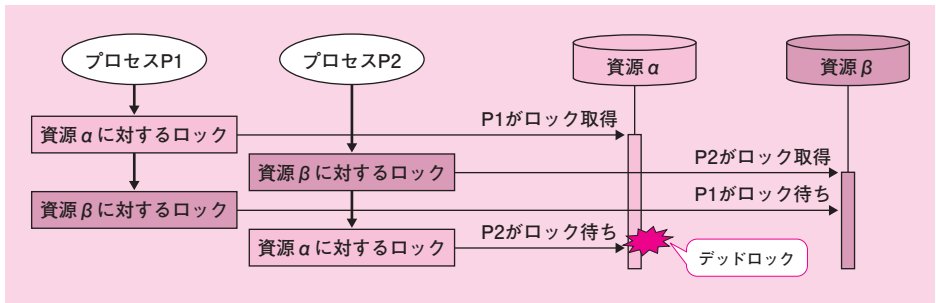 プロセスP1
プロセスP2
資源α
資源β
資源αに対するロック
P1がロック取得
資源βに対するロック
P2がロック取得
資源βに対するロック
P1がロック待ち
資源αに対するロック
P2がロック待ち
デッドロック